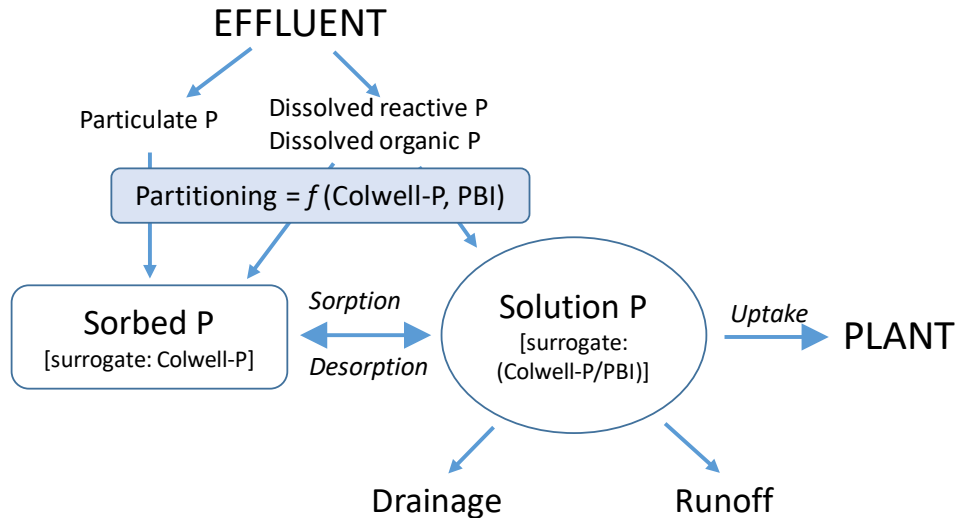 EFFLUENT
Particulate P
Dissolved reactive P
Dissolved organic P
Partitioning = f (Colwell-P, PBI)
Sorbed P
[surrogate: Colwell-P]
Sorption
Desorption
Solution P
[surrogate:
(Colwell-P/PBI)]
Uptake
PLANT
Drainage
Runoff